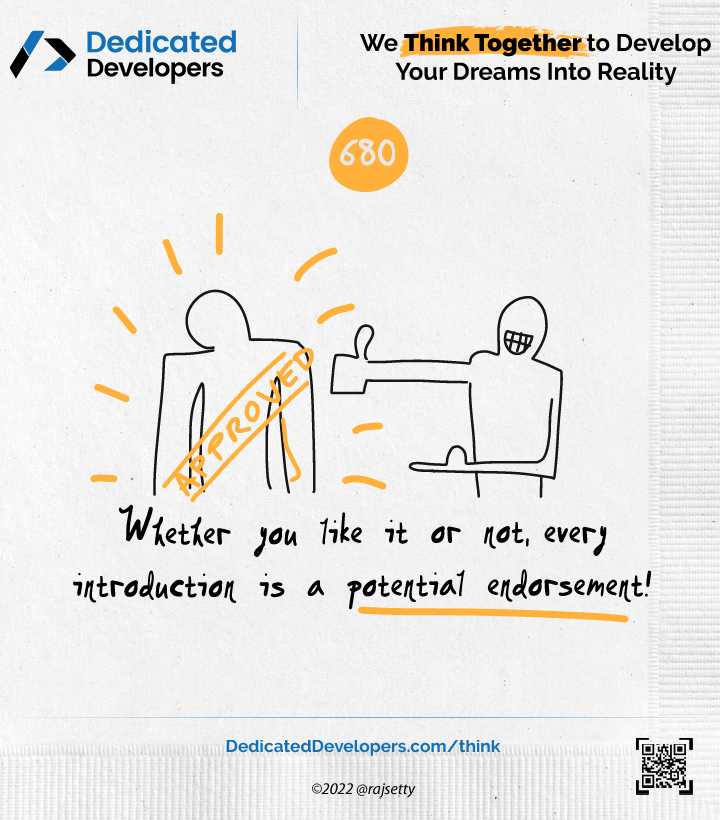 Dedicated
Developers
We Think Together to Develop
Your Dreams Into Reality
680
APPROVED
Whether you like it or not, every
introduction is a potential endorsement!
DedicatedDevelopers.com/think
©2022 @rajsetty